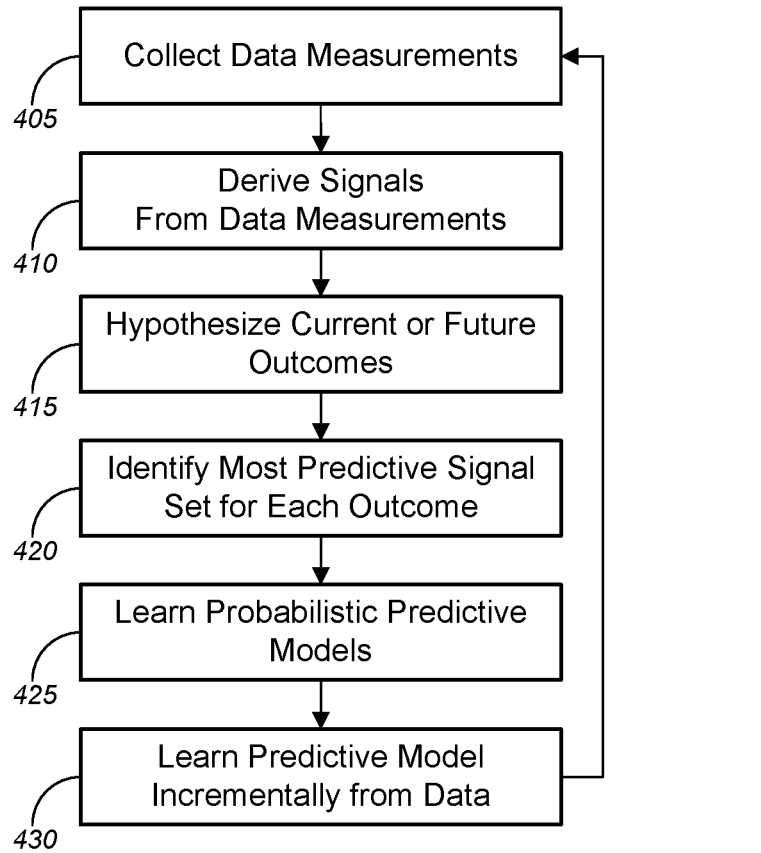 Collect Data Measurements
405
Derive Signals
From Data Measurements
410
Hypothesize Current or Future
Outcomes
415
Identify Most Predictive Signal
Set for Each Outcome
420
Learn Probabilistic Predictive
Models
425
Learn Predictive Model
Incrementally from Data
430